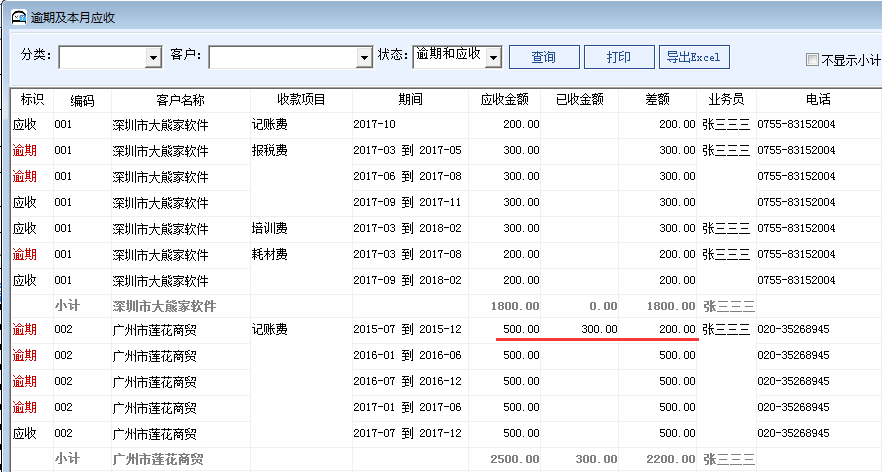 逾期及本月应收
分类: 客户: 状态: 逾期和应收 查询 打印 导出Excel 不显示小计
标识 编码 客户名称 收款项目 期间 应收金额 已收金额 差额 业务员 电话
应收 001 深圳市大熊家软件 记账费 2017-10 200.00 200.00 张三三三 0755-83152004
逾期 001 深圳市大熊家软件 报税费 2017-03 到 2017-05 300.00 300.00 张三三三 0755-83152004
逾期 001 深圳市大熊家软件 2017-06 到 2017-08 300.00 300.00 0755-83152004
应收 001 深圳市大熊家软件 2017-09 到 2017-11 300.00 300.00 0755-83152004
应收 001 深圳市大熊家软件 培训费 2017-03 到 2018-02 300.00 300.00 张三三三 0755-83152004
逾期 001 深圳市大熊家软件 耗材费 2017-03 到 2017-08 200.00 200.00 张三三三 0755-83152004
应收 001 深圳市大熊家软件 2017-09 到 2018-02 200.00 200.00 0755-83152004
小计 深圳市大熊家软件 1800.00 0.00 1800.00 张三三三
逾期 002 广州市莲花商贸 记账费 2015-07 到 2015-12 500.00 300.00 200.00 张三三三 020-35268945
逾期 002 广州市莲花商贸 2016-01 到 2016-06 500.00 500.00 020-35268945
逾期 002 广州市莲花商贸 2016-07 到 2016-12 500.00 500.00 020-35268945
逾期 002 广州市莲花商贸 2017-01 到 2017-06 500.00 500.00 020-35268945
应收 002 广州市莲花商贸 2017-07 到 2017-12 500.00 500.00 020-35268945
小计 广州市莲花商贸 2500.00 300.00 2200.00 张三三三